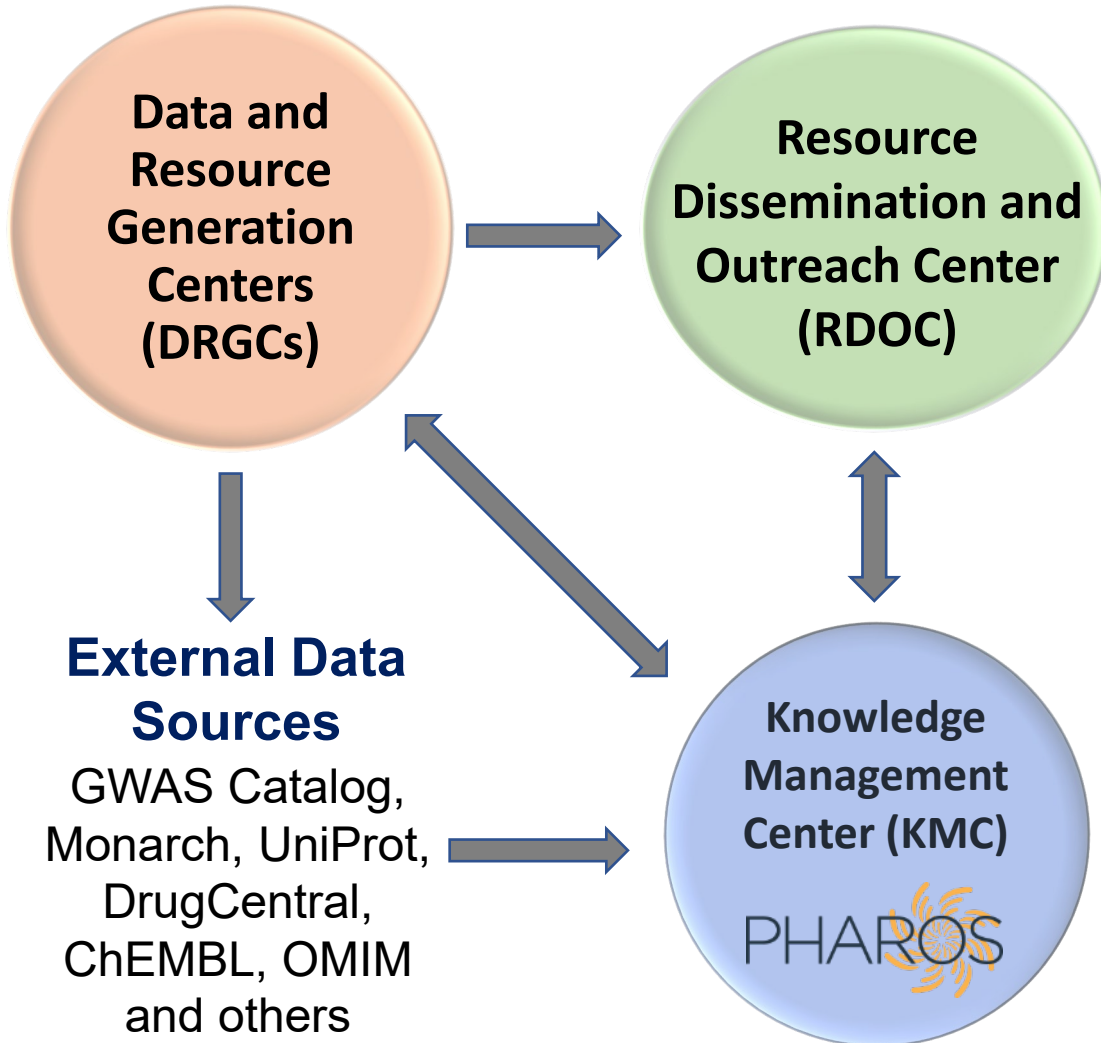 Data and
Resource
Generation
Centers
(DRGCs)
Resource
Dissemination and
Outreach Center
(RDOC)
External Data
Sources
GWAS Catalog,
Monarch, UniProt,
DrugCentral,
ChEMBL, OMIM
and others
Knowledge
Management
Center (KMC)
PHAROS